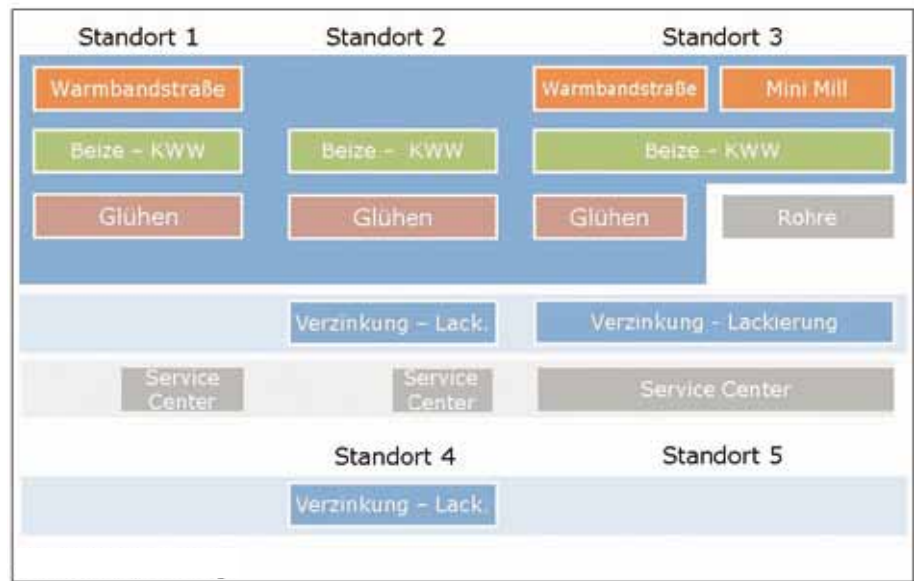 Standort 1 Standort 2 Standort 3
Warmbandstraße Warmbandstraße Mini Mill
Beize – KWW Beize – KWW Beize – KWW
Glühen Glühen Glühen Rohre
Verzinkung – Lack. Verzinkung - Lackierung
Service Center Service Center Service Center
Standort 4 Standort 5
Verzinkung – Lack.